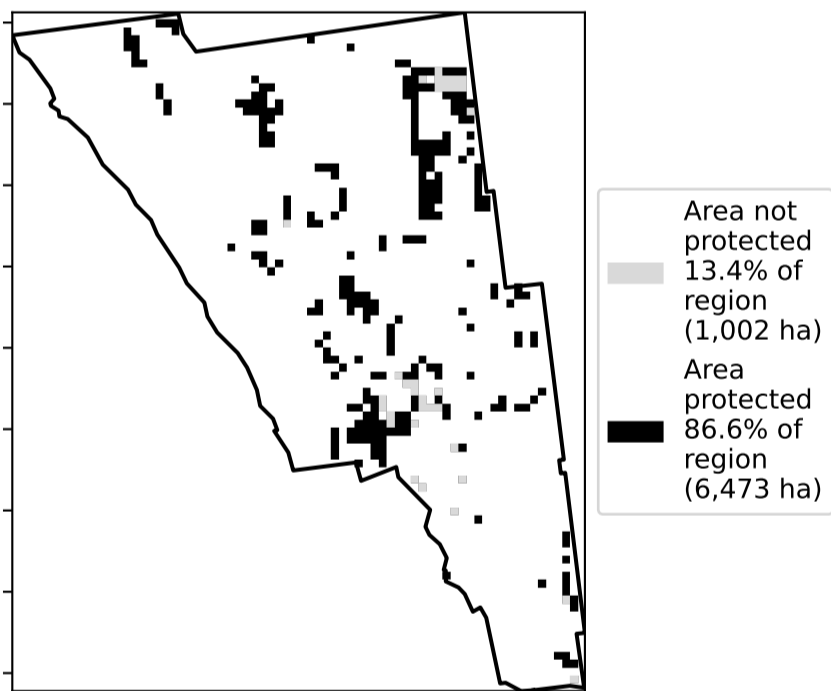 Area not
protected
13.4% of
region
(1,002 ha)
Area
protected
86.6% of
region
(6,473 ha)